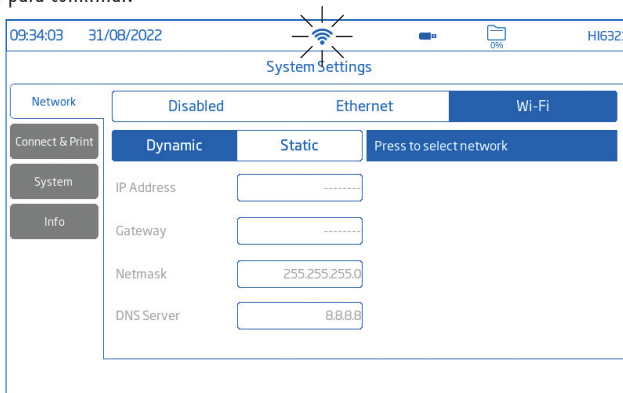 09:34:03 31/08/2022 0%
System Settings
Network Disabled Ethernet Wi-Fi
Connect & Print Dynamic Static Press to select network
System IP Address --------
Info
Gateway --------
Netmask 255.255.255.0
DNS Server 8.8.8.8